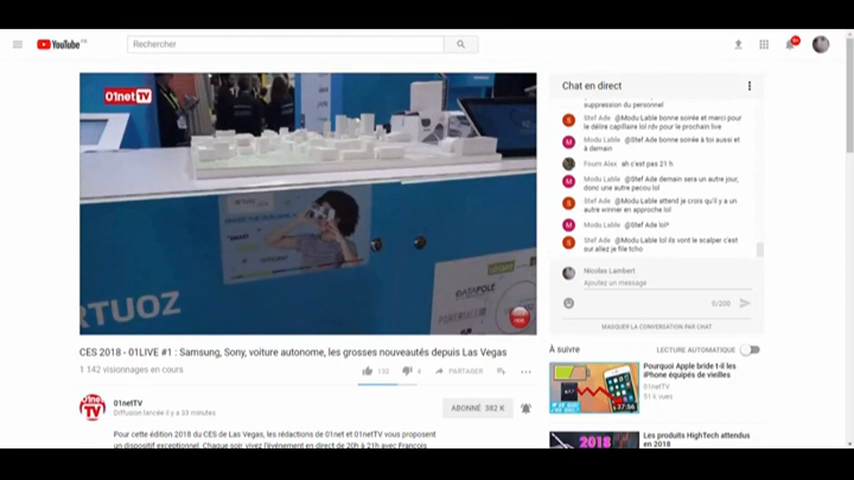 YouTube FR
Rechercher
9+
01net TV
RTUOZ
DATAPOLE
CES 2018 - 01LIVE #1 : Samsung, Sony, voiture autonome, les grosses nouveautés depuis Las Vegas
1 142 visionnages en cours
132
4
PARTAGER
01netTV
Diffusion lancée il y a 33 minutes
ABONNÉ 382 K
Pour cette édition 2018 du CES de Las Vegas, les rédactions de 01net et 01netTV vous proposent
un dispositif exceptionnel. Chaque soir, vivez l'événement en direct de 20h à 21h avec François
Chat en direct
suppression du personnel
Stef Ade @Modu Lable bonne soirée et merci pour
le délire capillaire lol rdv pour le prochain live
Modu Lable @Stef Ade bonne soirée à toi aussi et
à demain
Foum Alex ah c'est pas 21 h
Modu Lable @Stef Ade demain sera un autre jour,
donc une autre pecou lol
Stef Ade @Modu Lable attend je crois qu'il y a un
autre winner en approche lol
Modu Lable @Stef Ade lol*
Stef Ade @Modu Lable lol ils vont le scalper c'est
sur.allez je file tcho
Nicolas Lambert
Ajoutez un message
0/200
MASQUER LA CONVERSATION PAR CHAT
À suivre
LECTURE AUTOMATIQUE
37:56
Pourquoi Apple bride t-il les
iPhone équipés de vieilles
01netTV
51 k vues
2018
Les produits HighTech attendus
en 2018